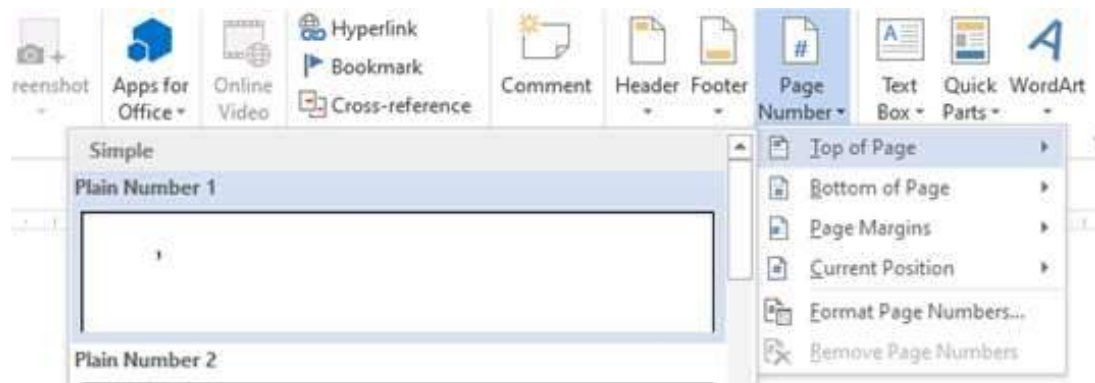 Hyperlink
Bookmark
Cross-reference
reenshot
Apps for
Office
Online
Video
Comment
Header
Footer
Page
Number
#
A
Text
Box
Quick
Parts
A
WordArt
Simple
Plain Number 1
Plain Number 2
Top of Page
Bottom of Page
Page Margins
Current Position
Format Page Numbers...
Remove Page Numbers